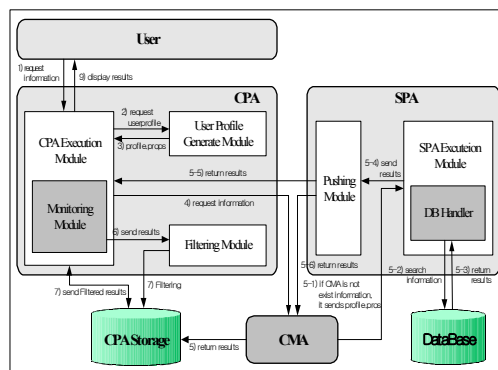 User
1) request
information
9) display results
CPA
SPA
CPA Execution
Module
2) request
userprofile
3) profile.props
User Profile
Generate Module
Monitoring
Module
6) send results
Filtering Module
5-5) return results
4) request information
Pushing
Module
5-4) send
results
SPA Excuteion
Module
DB Handler
5-6) return results
5-1) if CMA is not
exist information,
it sends profile.pros
5-2) search
information
5-3) return
results
7) send Filtered results
7) Filtering
CPA Storage
5) return results
CMA
DataBase